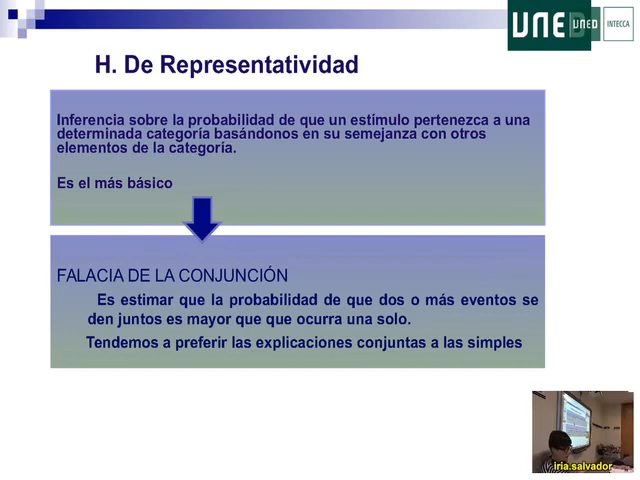 UNED
UNED
INTECCA
H. De Representatividad
Inferencia sobre la probabilidad de que un estímulo pertenezca a una
determinada categoría basándonos en su semejanza con otros
elementos de la categoría.
Es el más básico
FALACIA DE LA CONJUNCIÓN
Es estimar que la probabilidad de que dos o más eventos se
den juntos es mayor que que ocurra una solo.
Tendemos a preferir las explicaciones conjuntas a las simples
iria.salvador